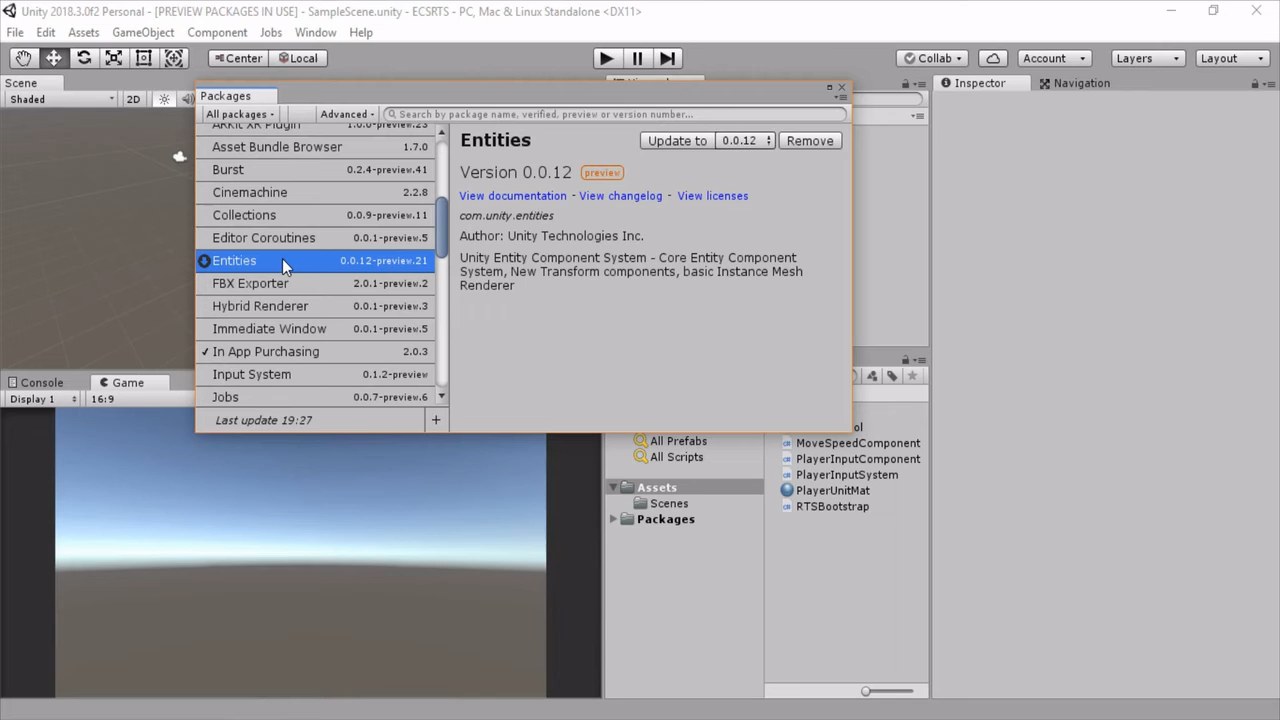 Unity 2018.3.0f2 Personal - [PREVIEW PACKAGES IN USE] - SampleScene.unity - ECSRTS - PC, Mac & Linux Standalone <DX11>
File Edit Assets GameObject Component Jobs Window Help
Center Local Collab Account Layers Layout
Scene
Inspector Navigation
Shaded 2D
Packages
All packages Advanced Search by package name, verified, preview or version number...
ARKit XR Plugin 1.0.0-preview.23
Asset Bundle Browser 1.7.0
Burst 0.2.4-preview.41
Cinemachine 2.2.8
Collections 0.0.9-preview.11
Editor Coroutines 0.0.1-preview.5
Entities 0.0.12-preview.21
FBX Exporter 2.0.1-preview.2
Hybrid Renderer 0.0.1-preview.3
Immediate Window 0.0.1-preview.5
✓ In App Purchasing 2.0.3
Input System 0.1.2-preview
Jobs 0.0.7-preview.6
Last update 19:27 +
Entities Update to 0.0.12 Remove
Version 0.0.12 preview
View documentation - View changelog - View licenses
com.unity.entities
Author: Unity Technologies Inc.
Unity Entity Component System - Core Entity Component
System, New Transform components, basic Instance Mesh
Renderer
Console Game
Display 1 16:9
All Prefabs
All Scripts
Assets
Scenes
Packages
MoveSpeedComponent
PlayerInputComponent
PlayerInputSystem
PlayerUnitMat
RTSBootstrap